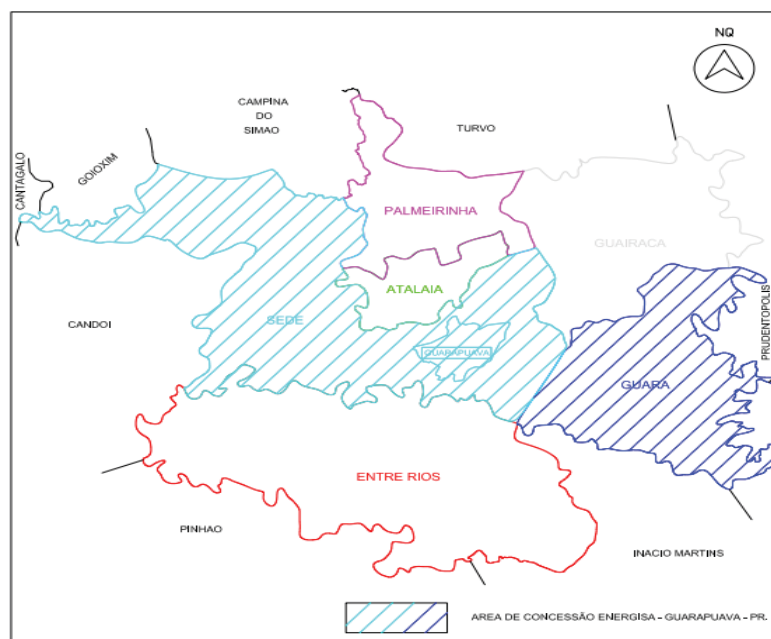 NQ
CAMPINA
DO
SIMAO
TURVO
CANTAGALO
GOIOXIM
PALMEIRINHA
GUAIRACA
ATALAIA
CANDOI
SEDE
GUARAPUAVA
PRUDENTOPOLIS
GUARA
ENTRE RIOS
PINHAO
INACIO MARTINS
AREA DE CONCESSÃO ENERGISA - GUARAPUAVA - PR.